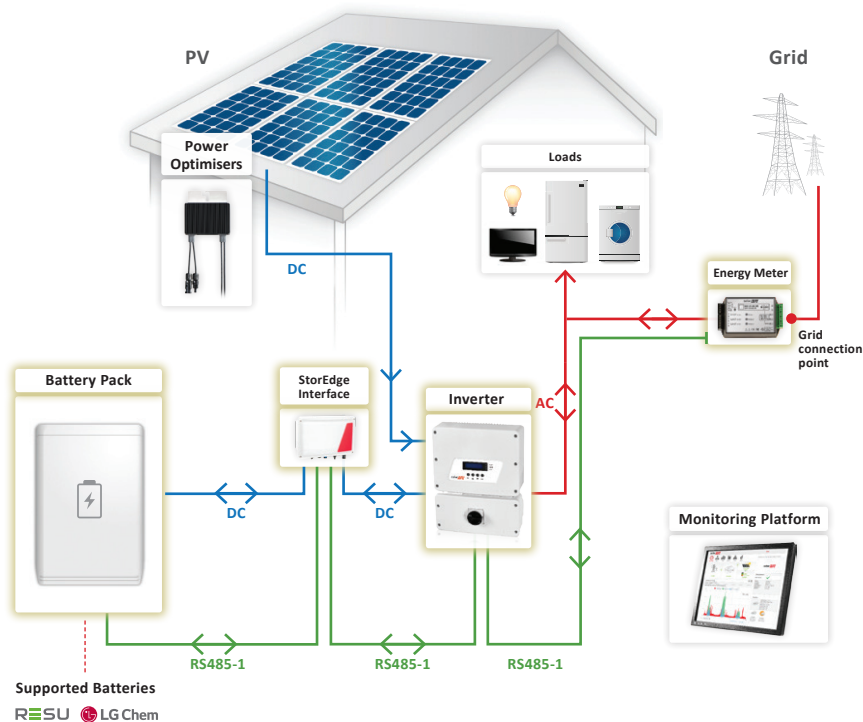 PV
Grid
Power
Optimisers
Loads
DC
Energy Meter
Grid
connection
point
Battery Pack
StorEdge
Interface
Inverter
AC
DC
DC
Monitoring Platform
RS485-1
RS485-1
RS485-1
Supported Batteries
RESU
LG Chem